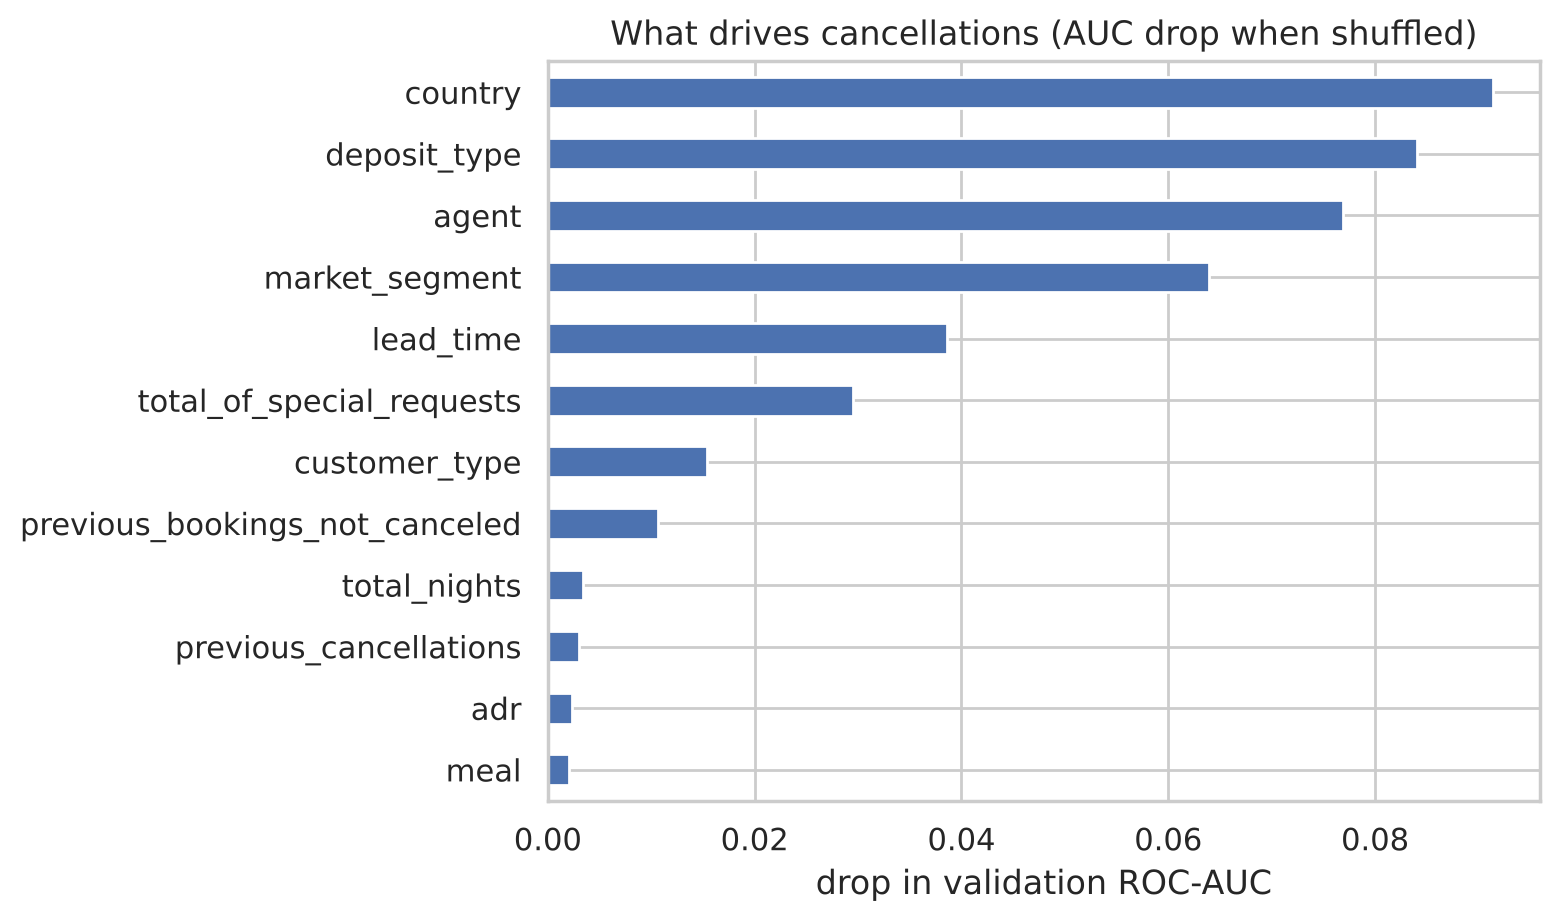 What drives cancellations (AUC drop when shuffled)
country
deposit_type
agent
market_segment
lead_time
total_of_special_requests
customer_type
previous_bookings_not_canceled
total_nights
previous_cancellations
adr
meal
0.00 0.02 0.04 0.06 0.08
drop in validation ROC-AUC